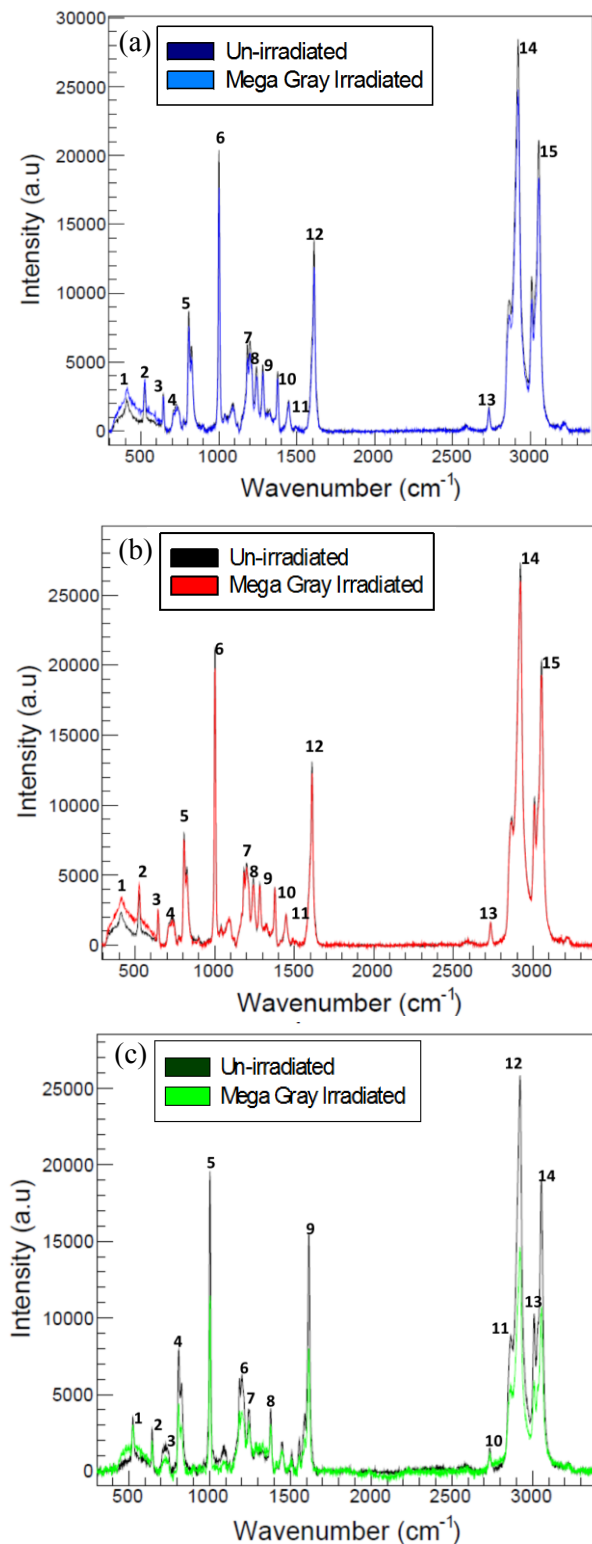 (a)
Un-irradiated
Mega Gray Irradiated
30000
25000
20000
15000
10000
5000
0
Intensity (a.u)
1 2 3 4 5 6 7 8 9 10 11 12 13 14 15
500 1000 1500 2000 2500 3000
Wavenumber (cm-1)
(b)
Un-irradiated
Mega Gray Irradiated
25000
20000
15000
10000
5000
0
Intensity (a.u)
1 2 3 4 5 6 7 8 9 10 11 12 13 14 15
500 1000 1500 2000 2500 3000
Wavenumber (cm-1)
(c)
Un-irradiated
Mega Gray Irradiated
25000
20000
15000
10000
5000
0
Intensity (a.u)
1 2 3 4 5 6 7 8 9 10 11 12 13 14
500 1000 1500 2000 2500 3000
Wavenumber (cm-1)